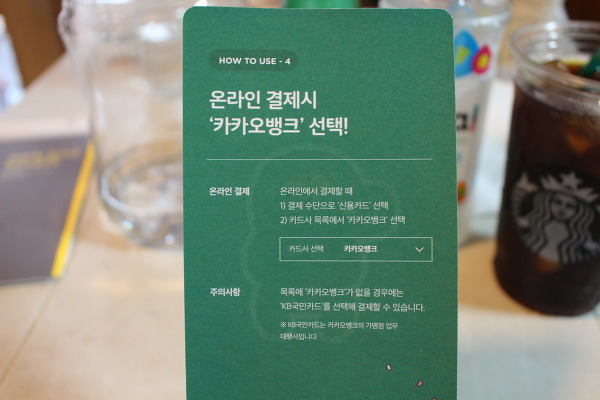 HOW TO USE - 4
온라인 결제시
'카카오뱅크' 선택!
온라인 결제
온라인에서 결제할 때
1) 결제 수단으로 '신용카드' 선택
2) 카드사 목록에서 '카카오뱅크' 선택
카드사 선택 카카오뱅크
주의사항
목록에 '카카오뱅크'가 없을 경우에는
'KB국민카드'를 선택해 결제할 수 있습니다.
※ KB국민카드는 카카오뱅크의 가맹점 업무
대행사입니다.